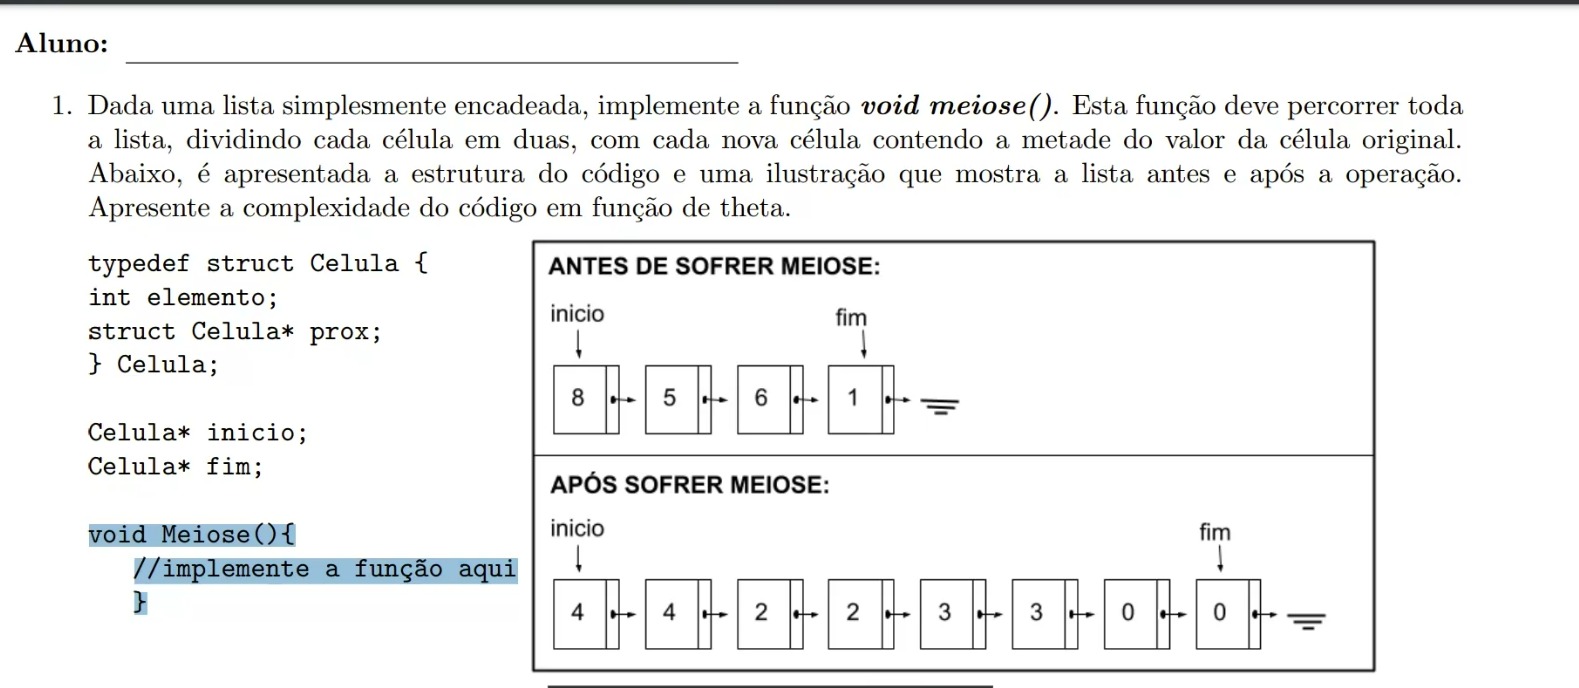 Aluno:
1. Dada uma lista simplesmente encadeada, implemente a função void meiose(). Esta função deve percorrer toda
a lista, dividindo cada célula em duas, com cada nova célula contendo a metade do valor da célula original.
Abaixo, é apresentada a estrutura do código e uma ilustração que mostra a lista antes e após a operação.
Apresente a complexidade do código em função de theta.
typedef struct Celula {
int elemento;
struct Celula* prox;
} Celula;
Celula* inicio;
Celula* fim;
void Meiose(){
//implemente a função aqui
}
ANTES DE SOFRER MEIOSE:
inicio fim
8 5 6 1
APÓS SOFRER MEIOSE:
inicio fim
4 4 2 2 3 3 0 0